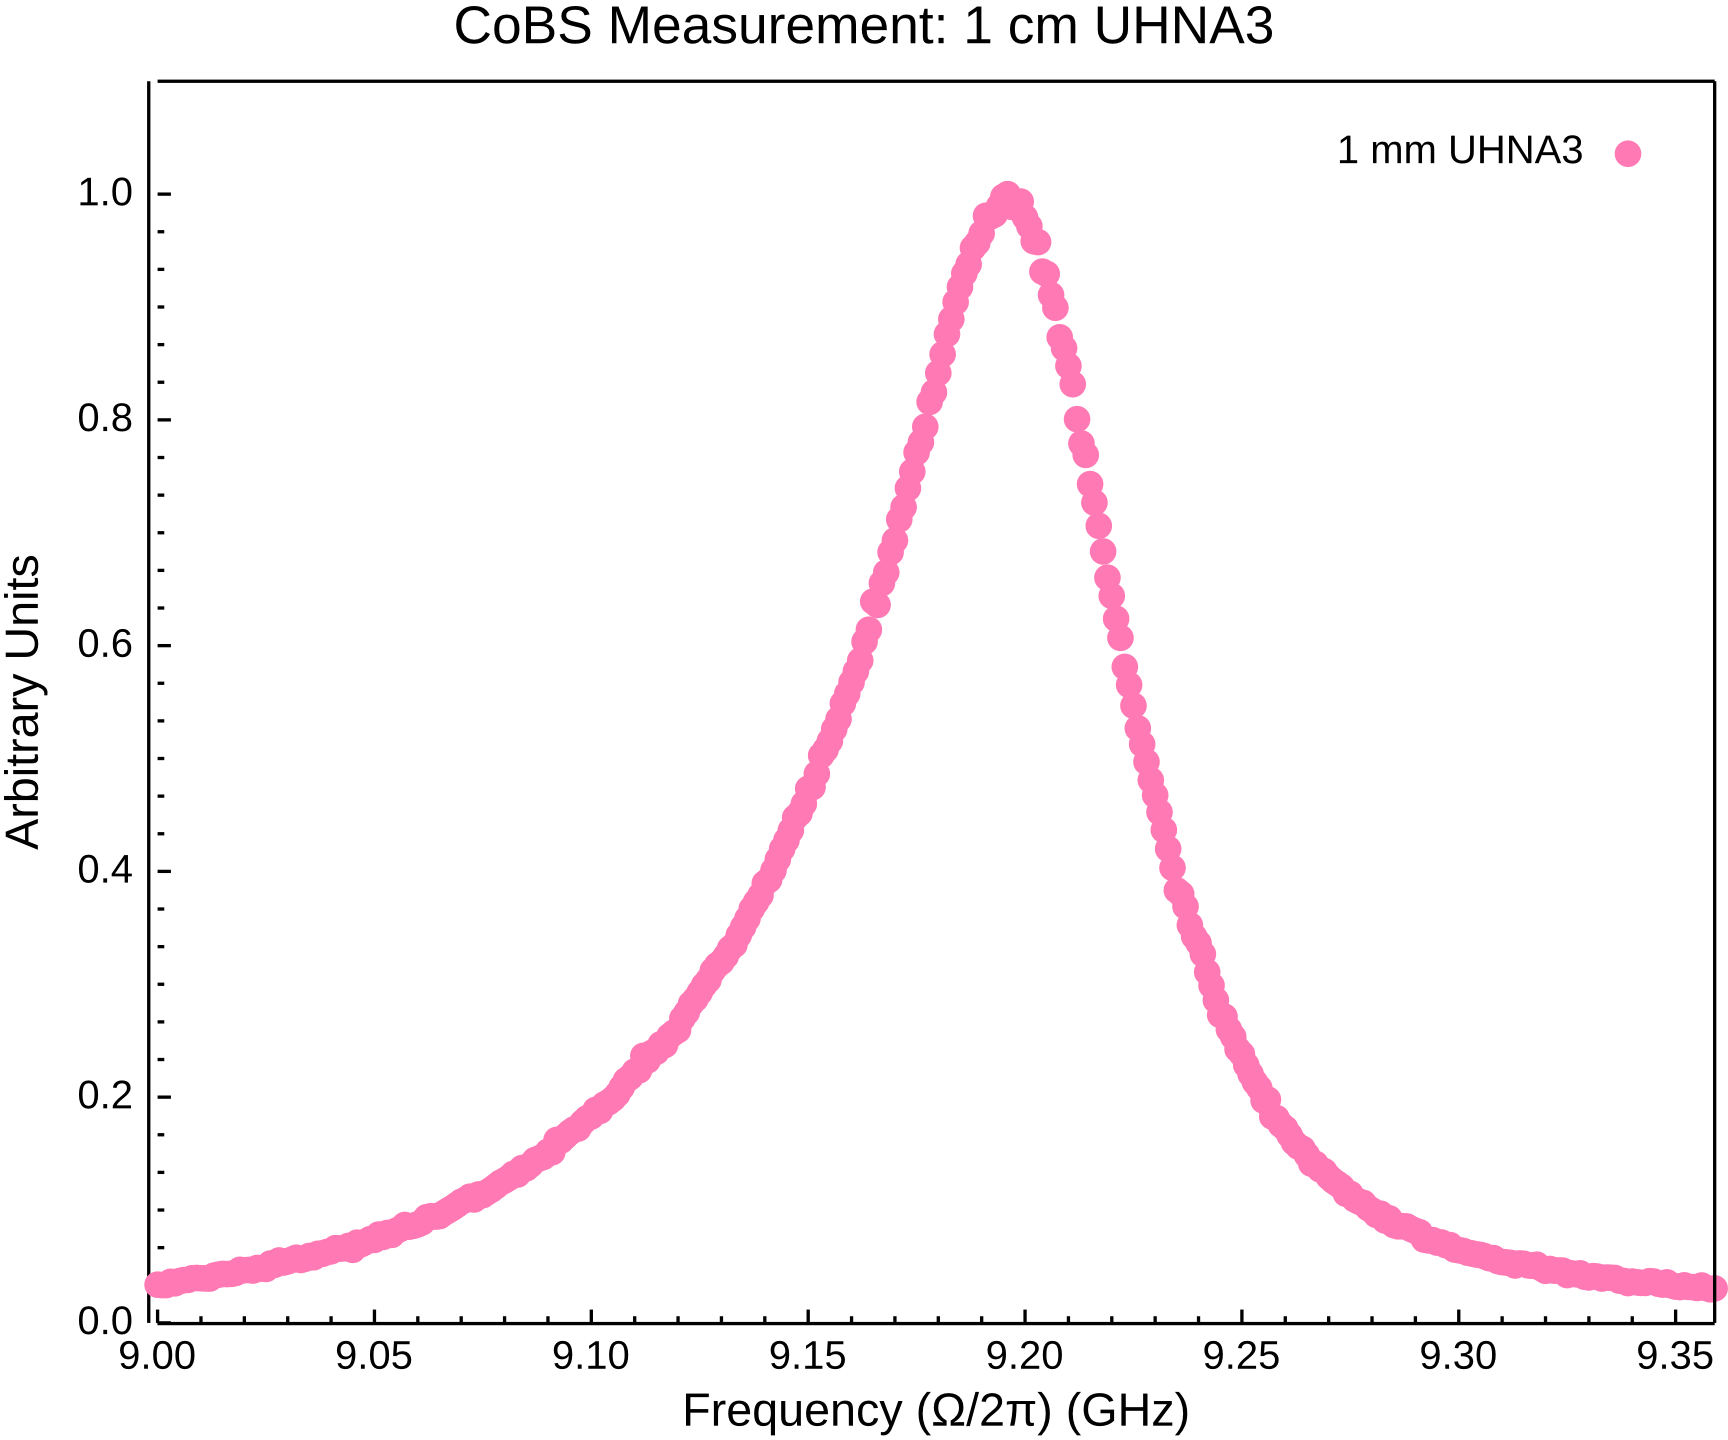 CoBS Measurement: 1 cm UHNA3
1 mm UHNA3
Arbitrary Units
1.0
0.8
0.6
0.4
0.2
0.0
9.00 9.05 9.10 9.15 9.20 9.25 9.30 9.35
Frequency (Ω/2π) (GHz)